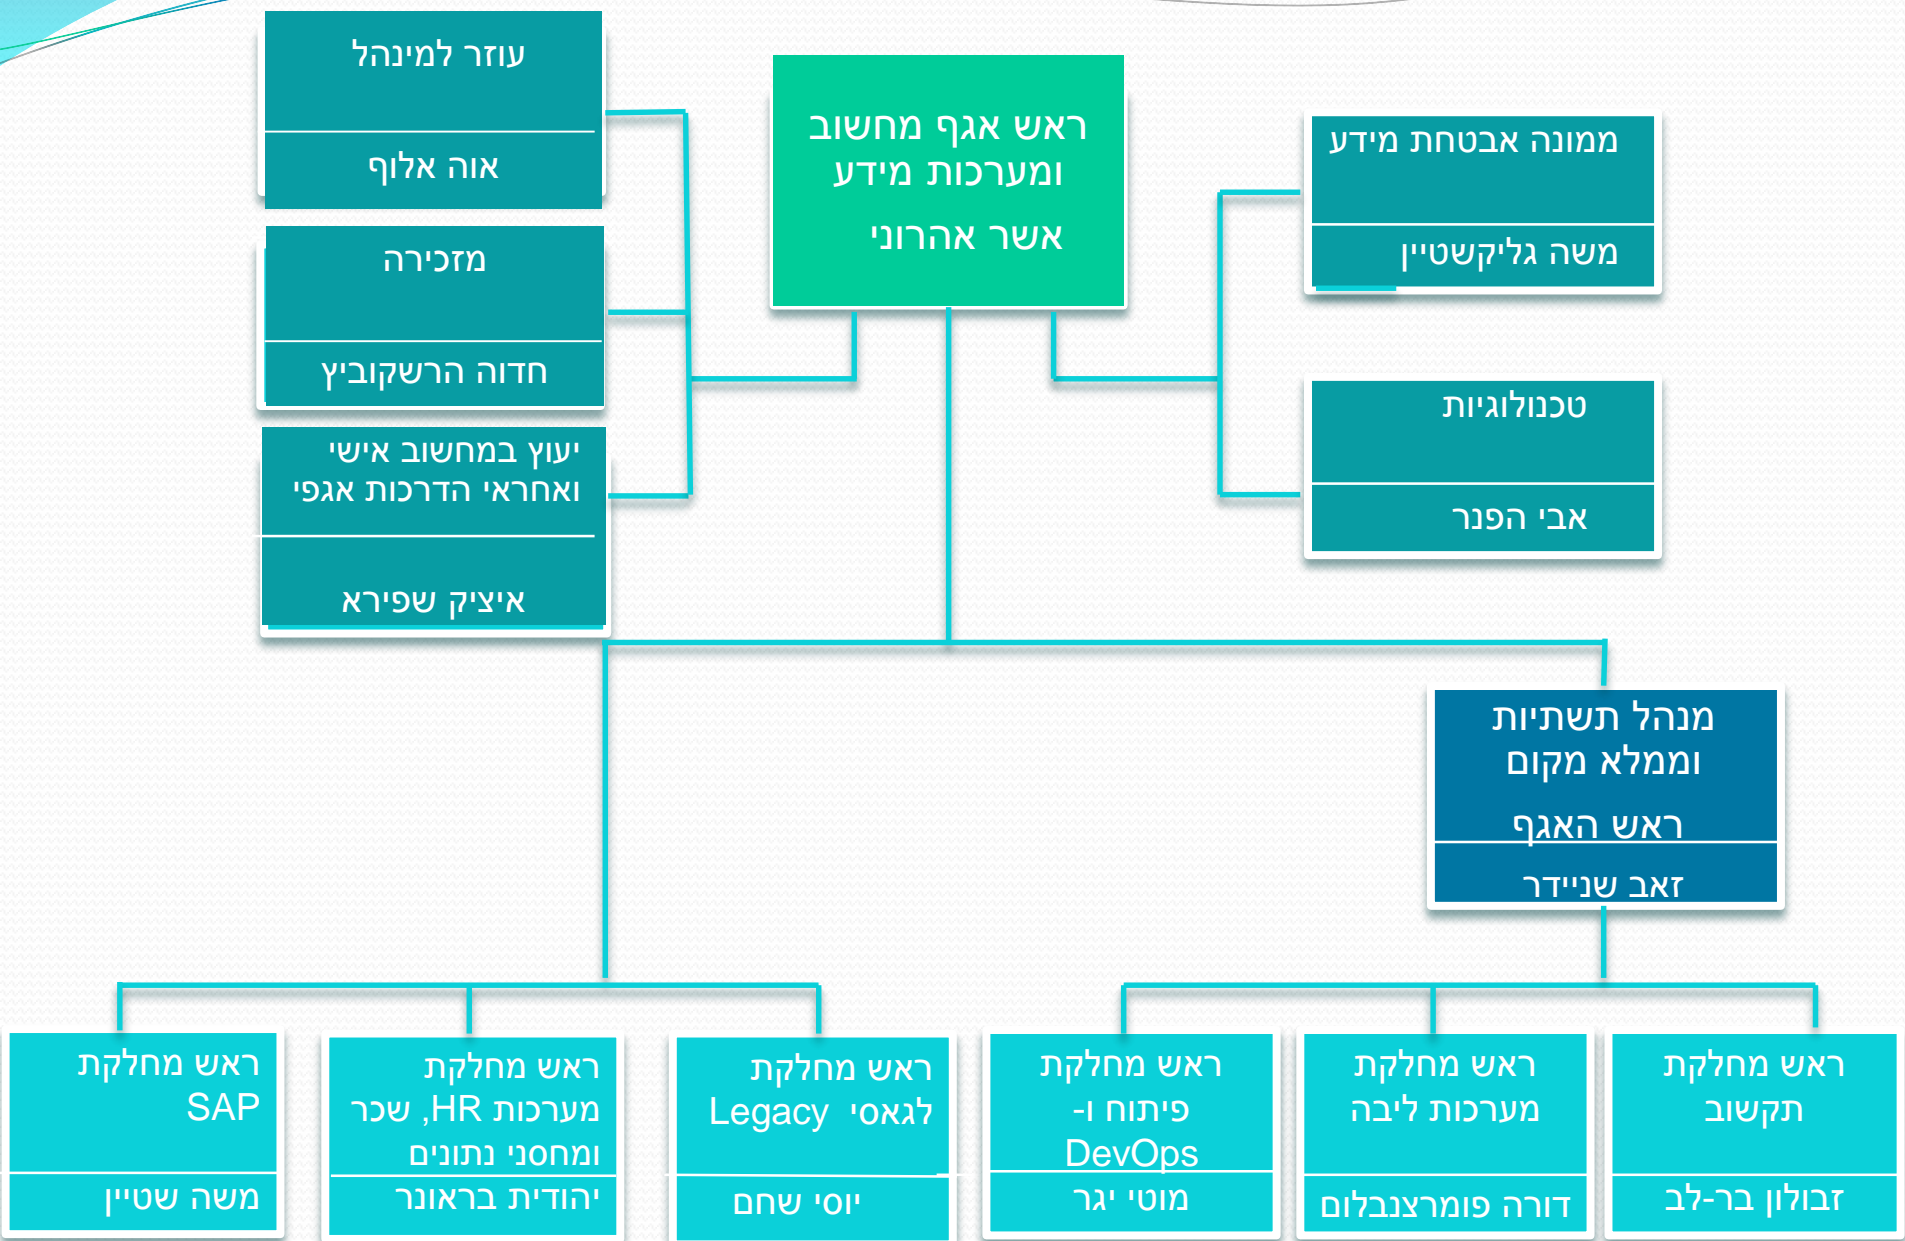 ראש אגף מחשוב
ומערכות מידע
אשר אהרוני
ממונה אבטחת מידע
משה גליקשטיין
טכנולוגיות
אבי הפנר
עוזר למינהל
אוה אלוף
מזכירה
חדוה הרשקוביץ
יעוץ במחשוב אישי
ואחראי הדרכות אגפי
איציק שפירא
מנהל תשתיות
וממלא מקום
ראש האגף
זאב שניידר
ראש מחלקת
תקשוב
זבולון בר-לב
ראש מחלקת
מערכות ליבה
דורה פומרצנבלום
ראש מחלקת
פיתוח ו-
DevOps
מוטי יגר
ראש מחלקת
לגאסי Legacy
יוסי שחם
ראש מחלקת
מערכות HR, שכר
ומחסני נתונים
יהודית בראונר
ראש מחלקת
SAP
משה שטיין